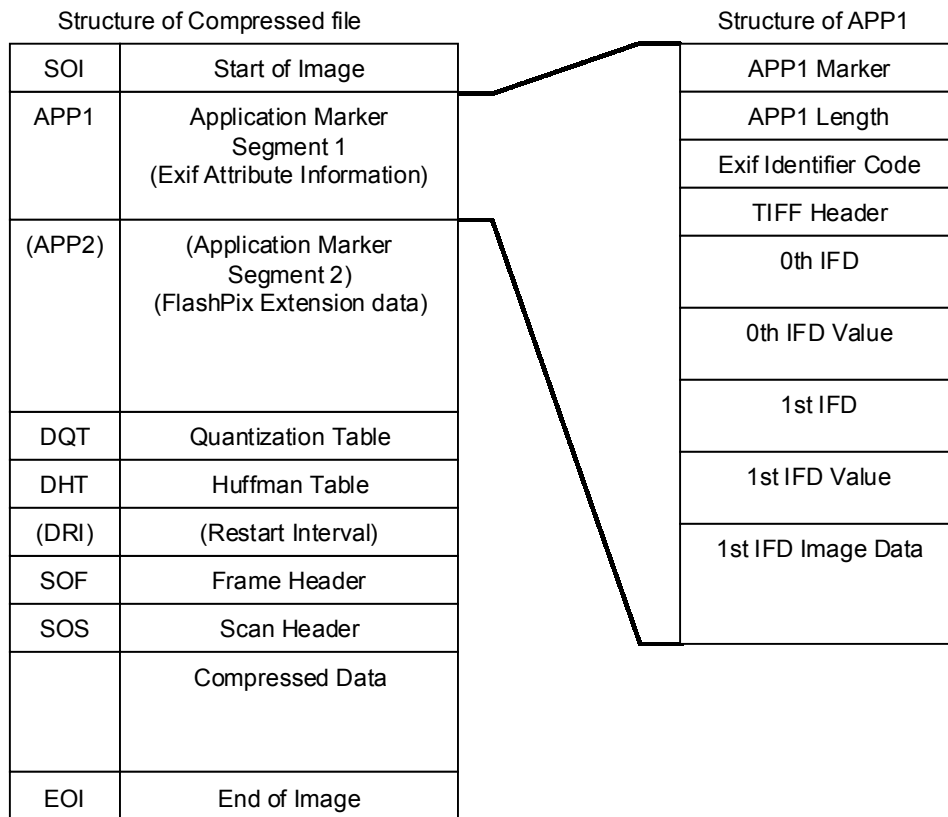 Structure of Compressed file
SOI Start of Image
APP1 Application Marker
Segment 1
(Exif Attribute Information)
(APP2) (Application Marker
Segment 2)
(FlashPix Extension data)
DQT Quantization Table
DHT Huffman Table
(DRI) (Restart Interval)
SOF Frame Header
SOS Scan Header
Compressed Data
EOI End of Image
Structure of APP1
APP1 Marker
APP1 Length
Exif Identifier Code
TIFF Header
0th IFD
0th IFD Value
1st IFD
1st IFD Value
1st IFD Image Data